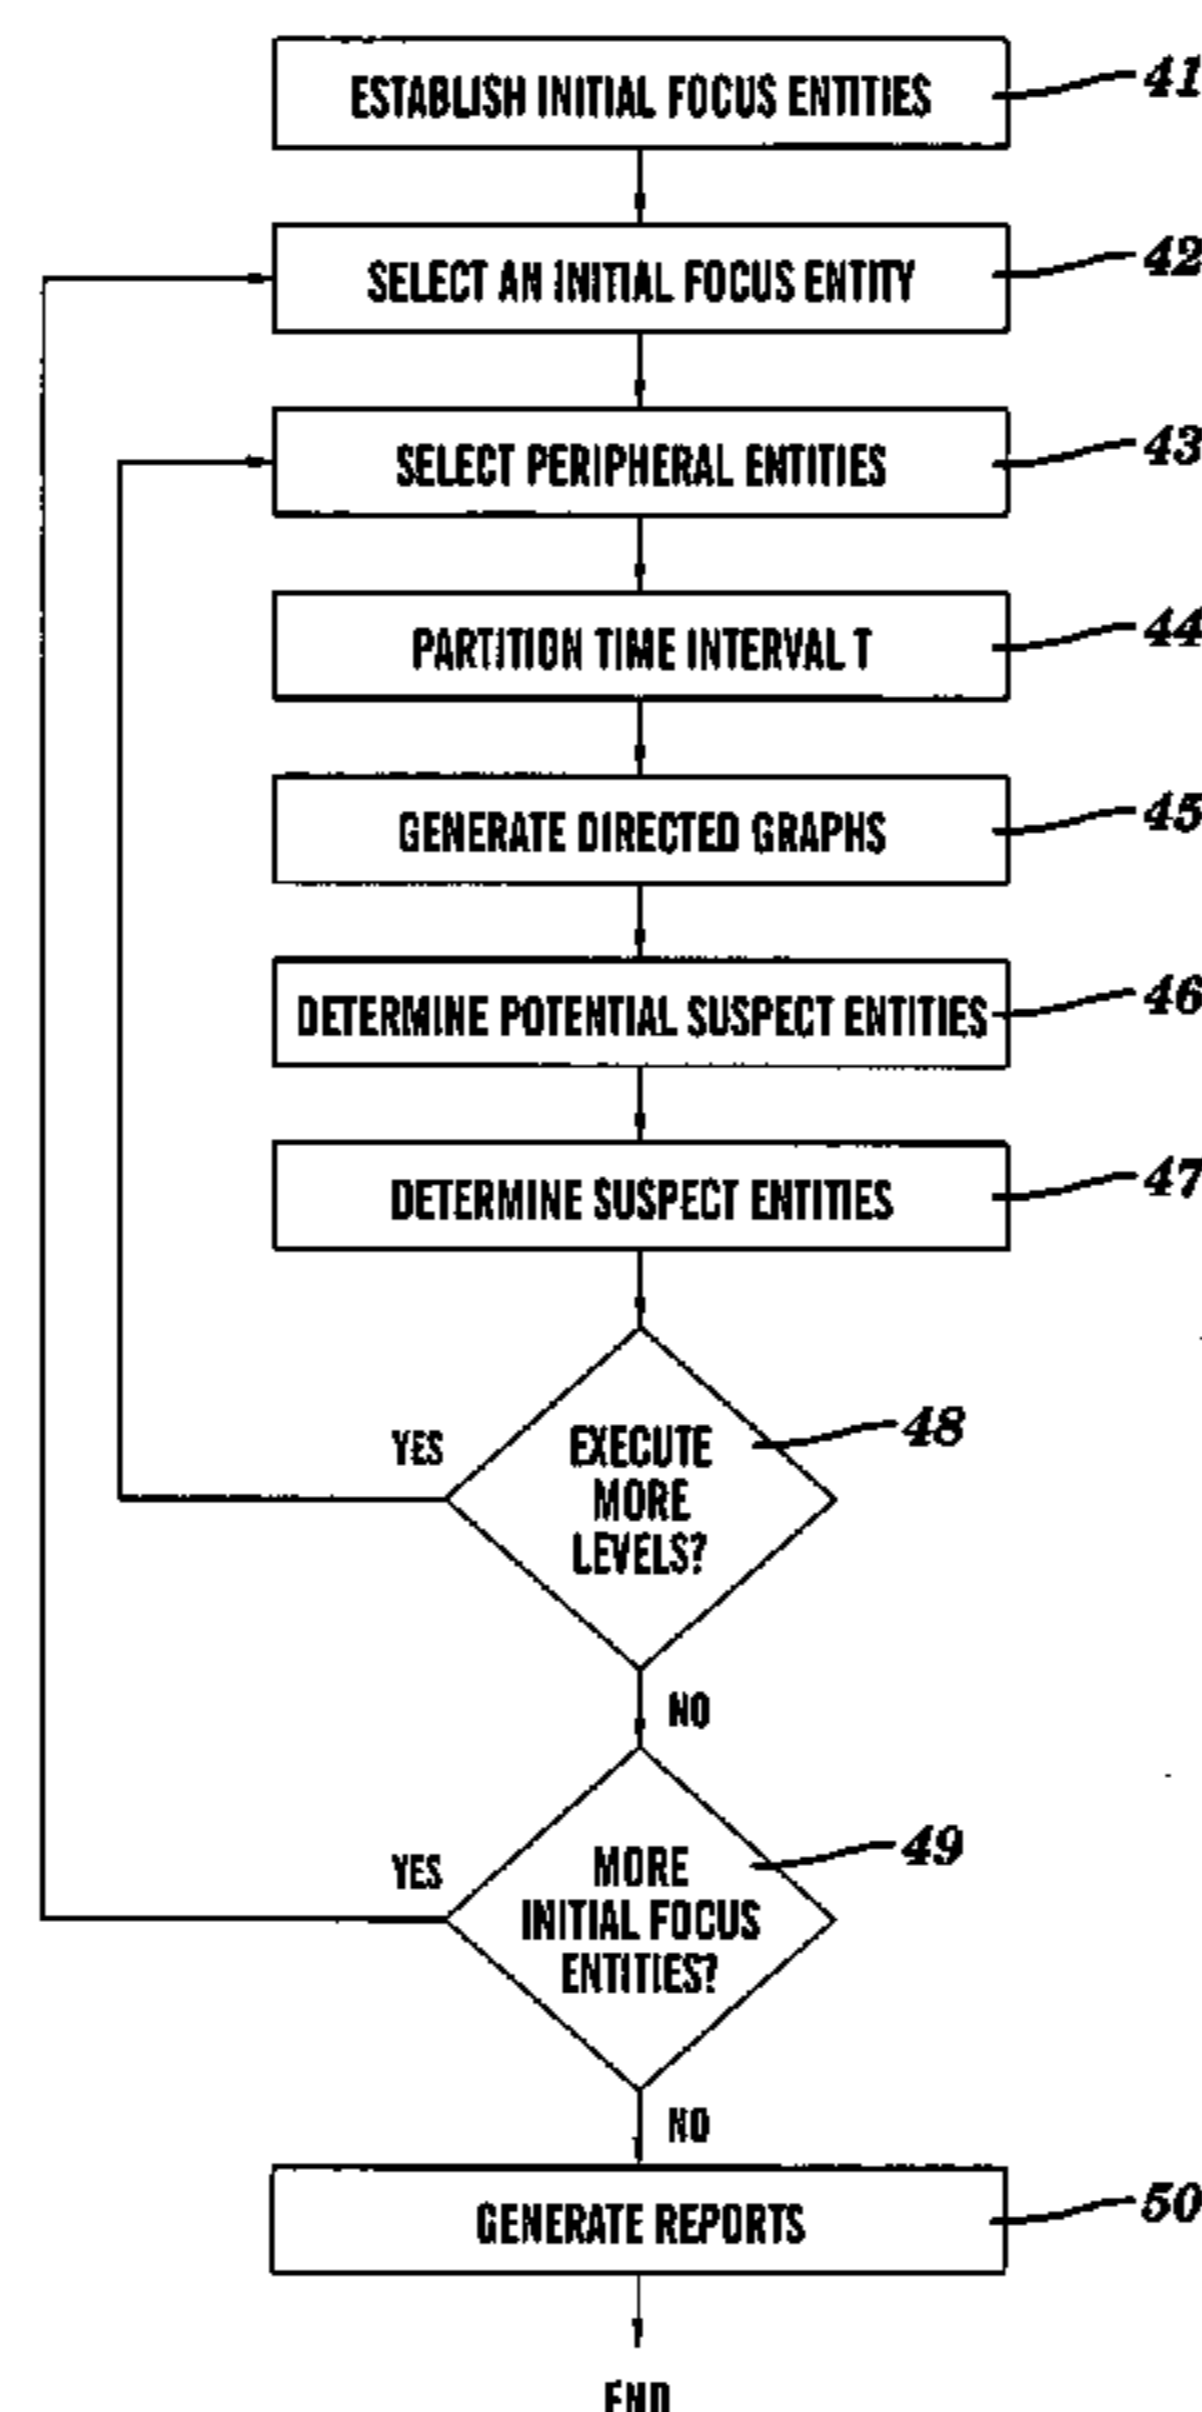 ESTABLISH INITIAL FOCUS ENTITIES
41
SELECT AN INITIAL FOCUS ENTITY
42
SELECT PERIPHERAL ENTITIES
43
PARTITION TIME INTERVAL T
44
GENERATE DIRECTED GRAPHS
45
DETERMINE POTENTIAL SUSPECT ENTITIES
46
DETERMINE SUSPECT ENTITIES
47
YES
EXECUTE
MORE
LEVELS?
48
NO
YES
MORE
INITIAL FOCUS
ENTITIES?
49
NO
GENERATE REPORTS
50
END